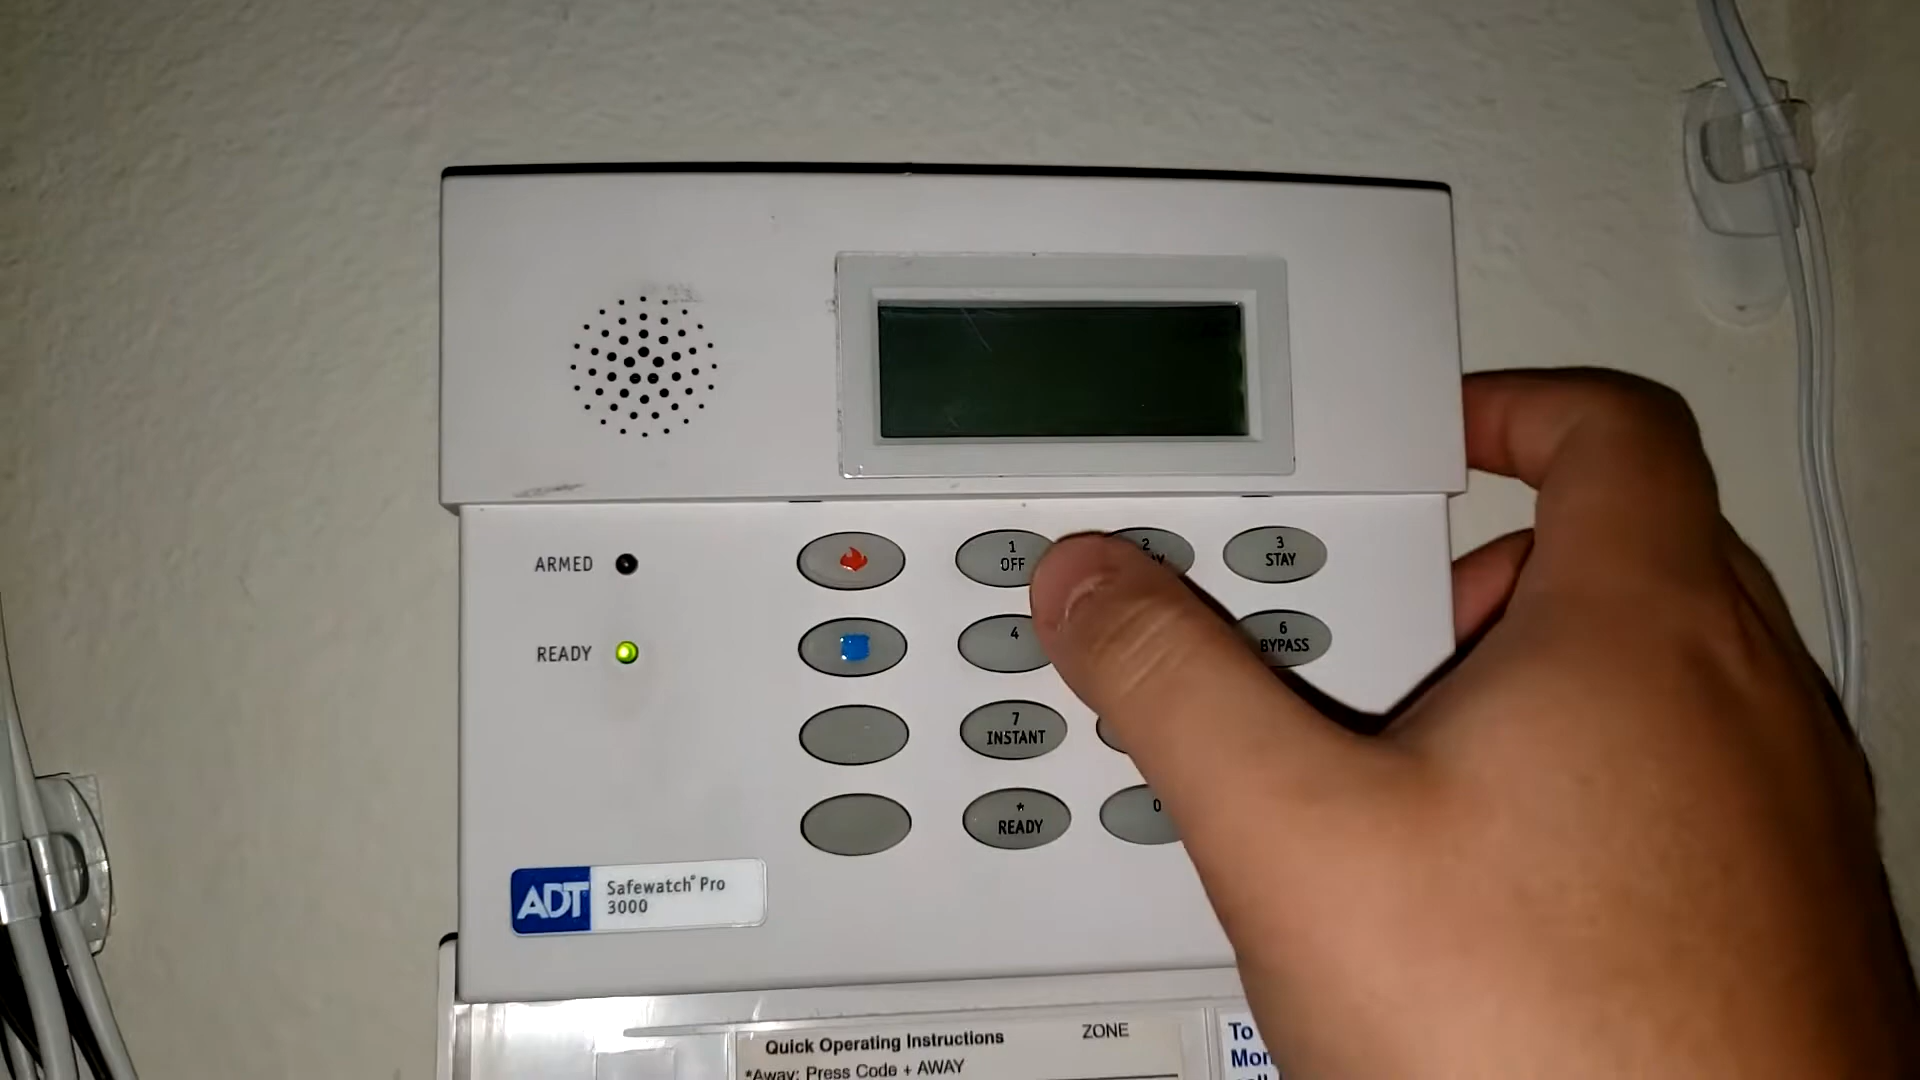 ARMED
READY
1
OFF
2
3
STAY
4
6
BYPASS
7
INSTANT
*
READY
0
ADT
Safewatch® Pro
3000
Quick Operating Instructions
ZONE
*Away: Press Code + AWAY
To